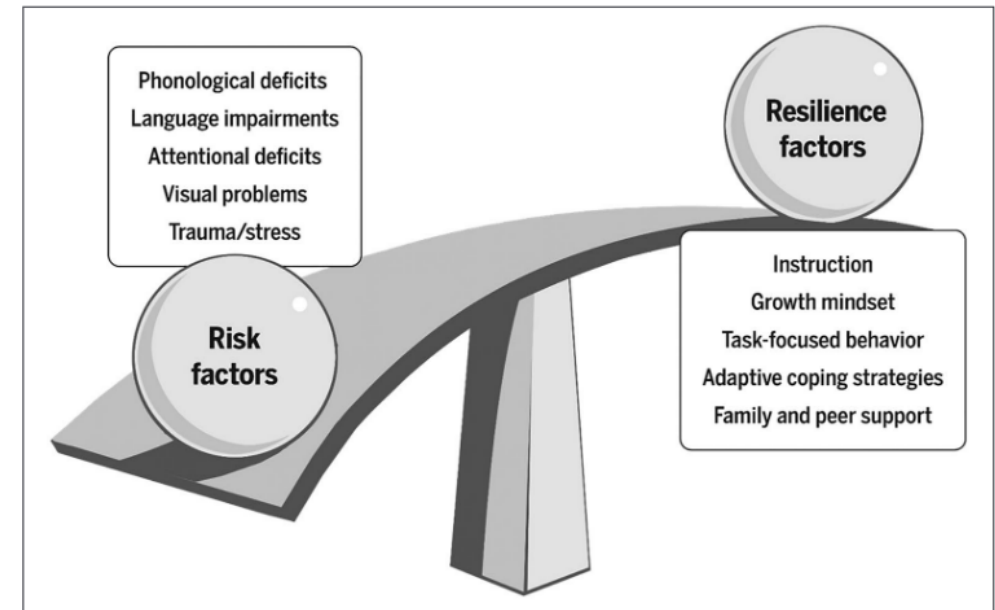 Phonological deficits
Language impairments
Attentional deficits
Visual problems
Trauma/stress
Risk
factors
Resilience
factors
Instruction
Growth mindset
Task-focused behavior
Adaptive coping strategies
Family and peer support